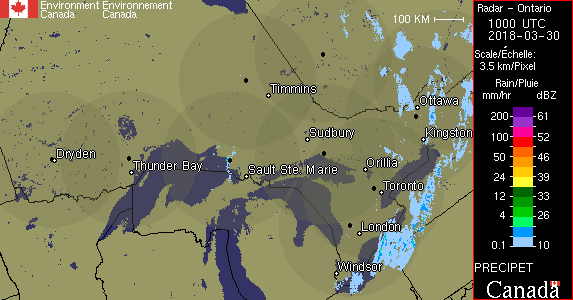 Environment Environnement
Canada Canada
100 KM
Radar - Ontario
1000 UTC
2018-03-30
Scale/Échelle:
3.5 km/Pixel
Rain/Pluie
mm/hr dBZ
200 61
100 52
50 46
24 39
12 33
4 26
0.1 10
PRECIPET
Canada
Timmins
Ottawa
Sudbury
Kingston
Dryden
Thunder Bay
Sault Ste. Marie
Orillia
Toronto
London
Windsor